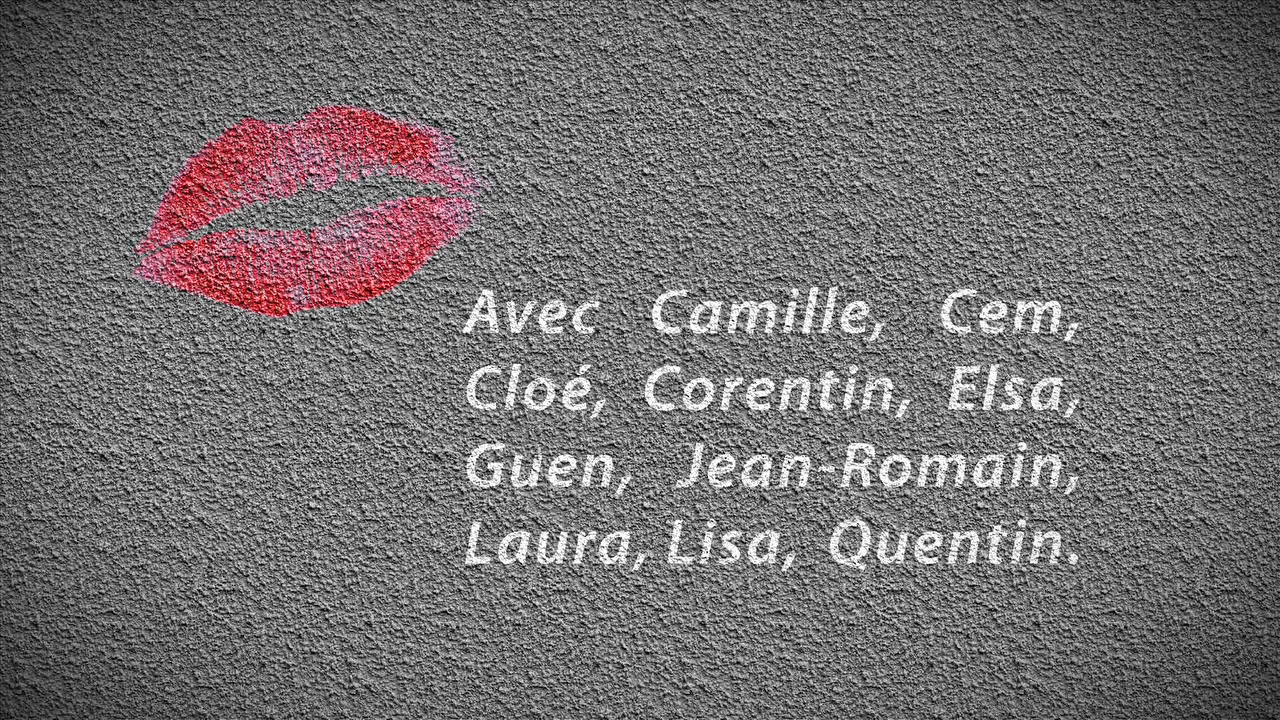 Avec Camille, Cem,
Cloé, Corentin, Elsa,
Guen, Jean-Romain,
Laura, Lisa, Quentin.